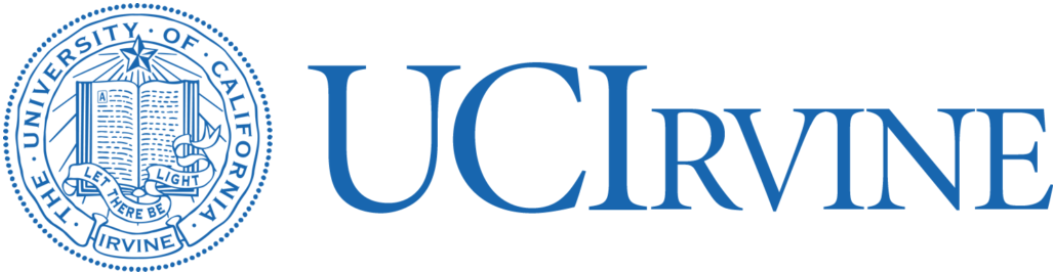 THE · UNIVERSITY · OF · CALIFORNIA
A
LET THERE BE LIGHT
IRVINE
UCIRVINE